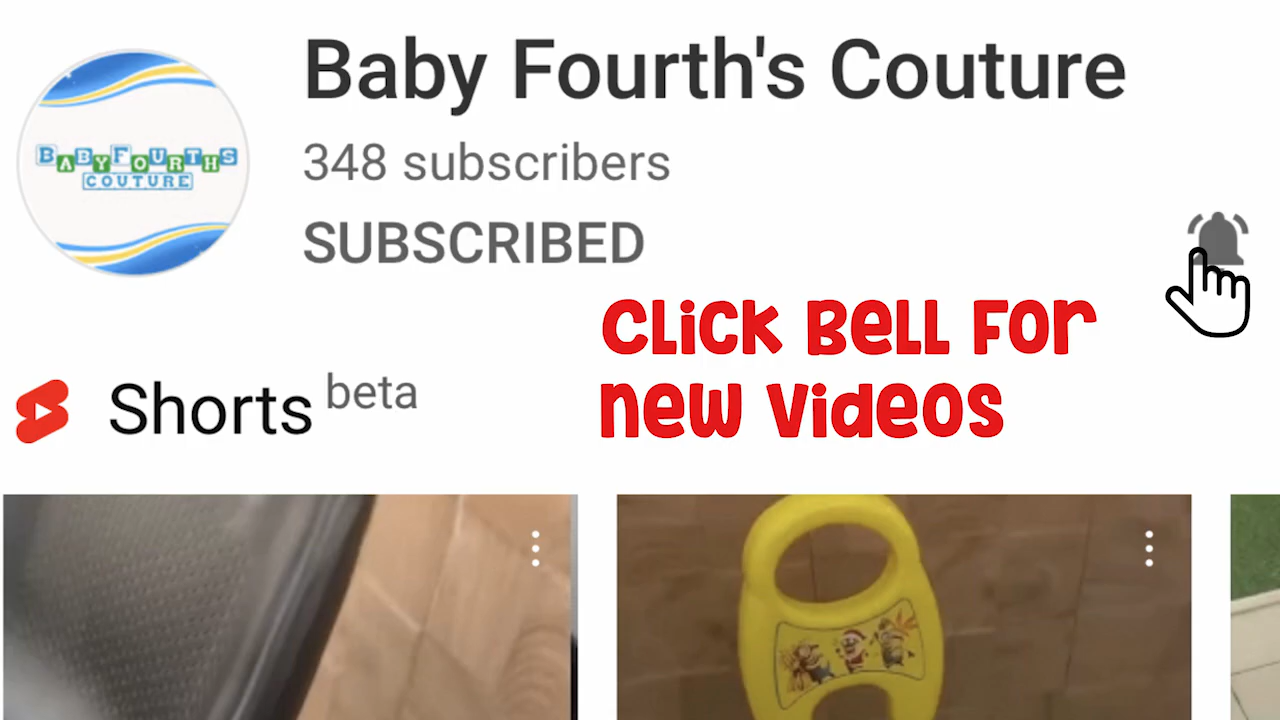 Baby Fourth's Couture
348 subscribers
BABYFOURTHS
COUTURE
SUBSCRIBED
CLICK BELL FOR
NEW VIDEOS
Shorts beta